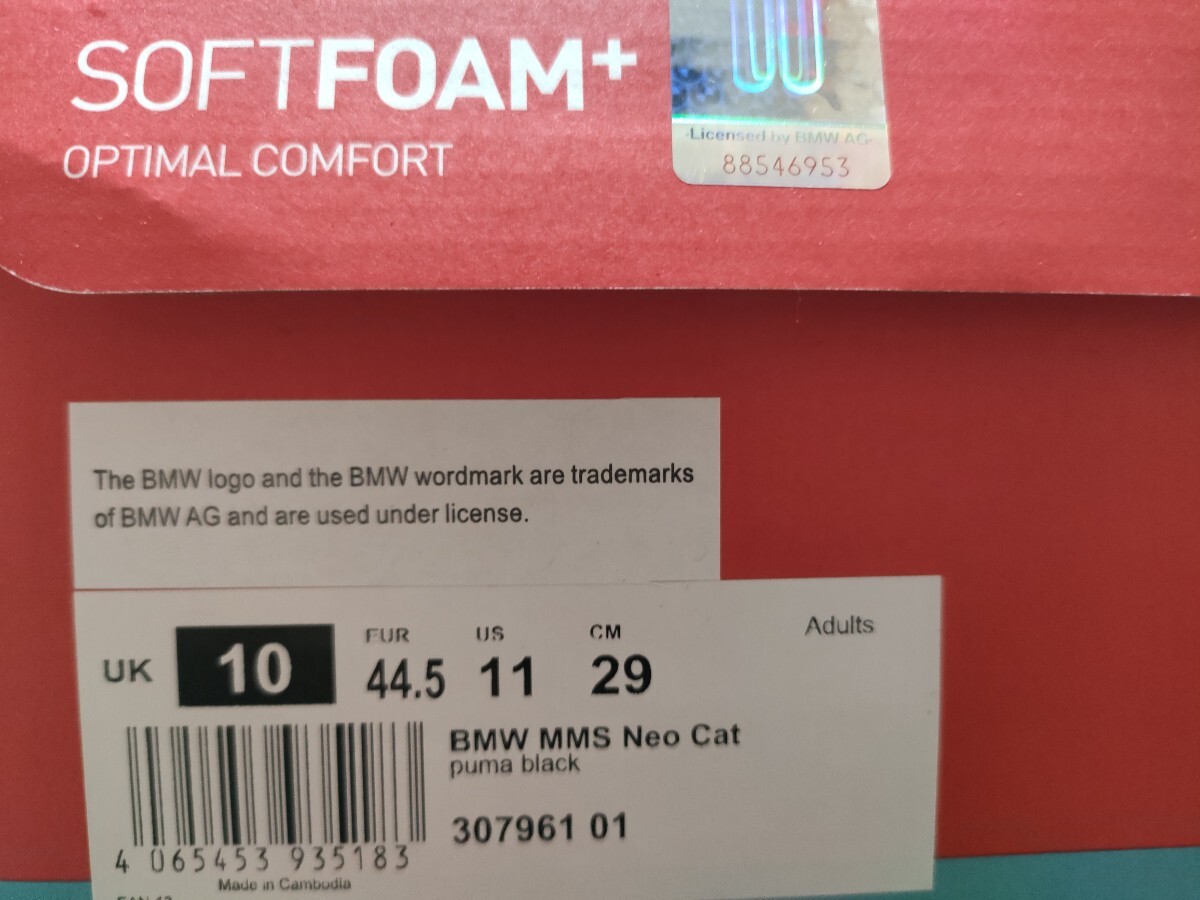 SOFTFOAM+
OPTIMAL COMFORT
-Licensed by BMW AG-
88546953
The BMW logo and the BMW wordmark are trademarks
of BMW AG and are used under license.
UK 10 EUR 44.5 US 11 CM 29
Adults
BMW MMS Neo Cat
puma black
307961 01
4 065453 935183
Made in Cambodia